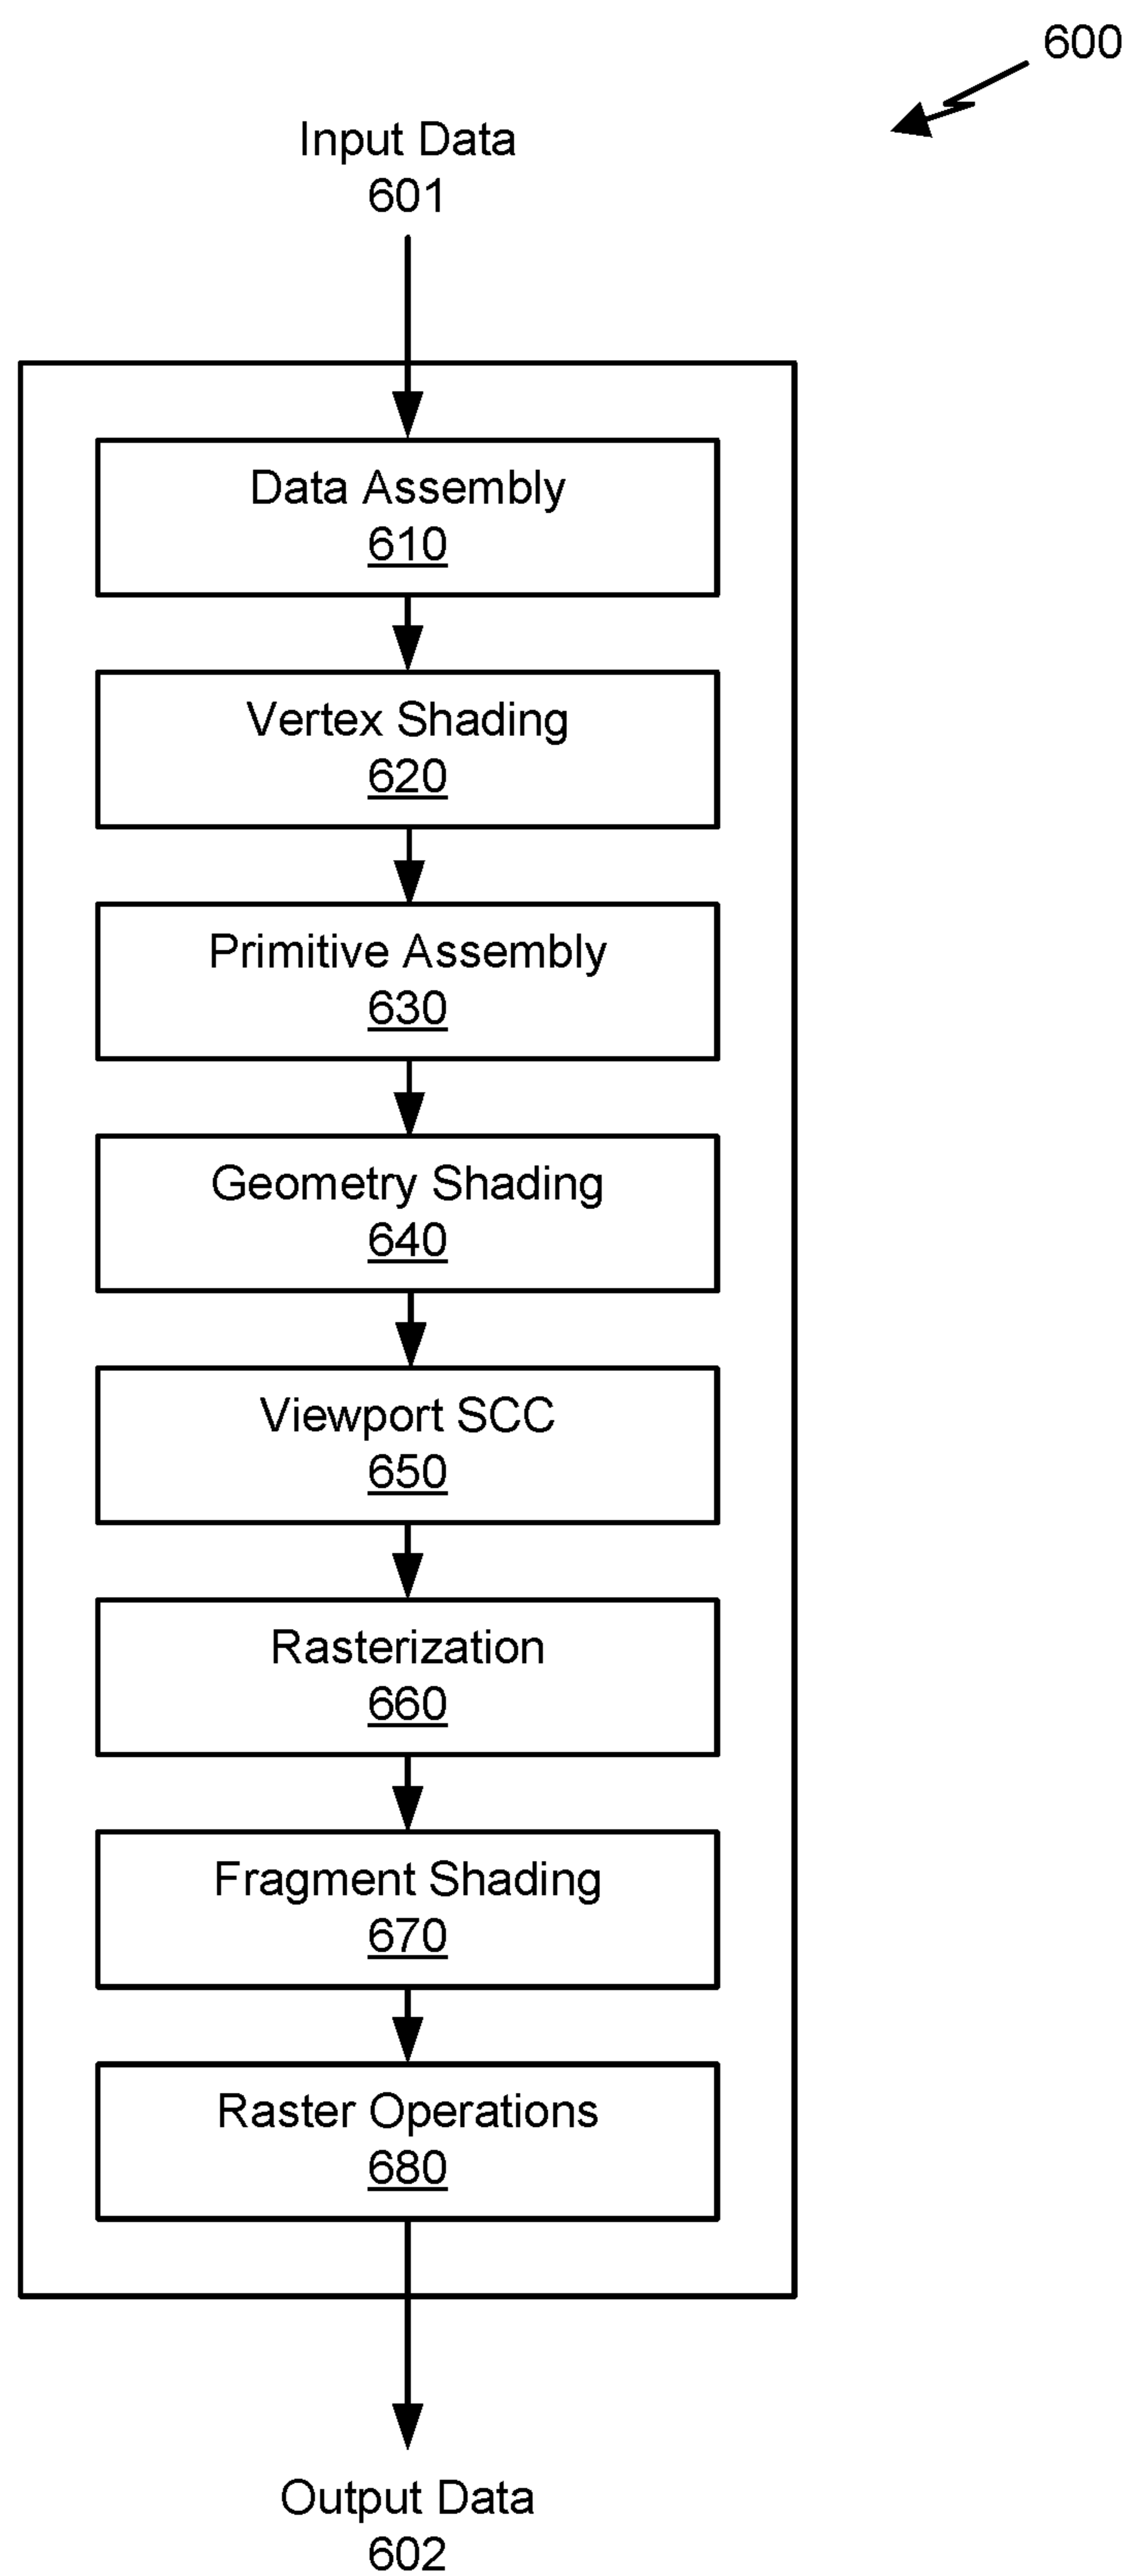 600
Input Data
601
Data Assembly
610
Vertex Shading
620
Primitive Assembly
630
Geometry Shading
640
Viewport SCC
650
Rasterization
660
Fragment Shading
670
Raster Operations
680
Output Data
602